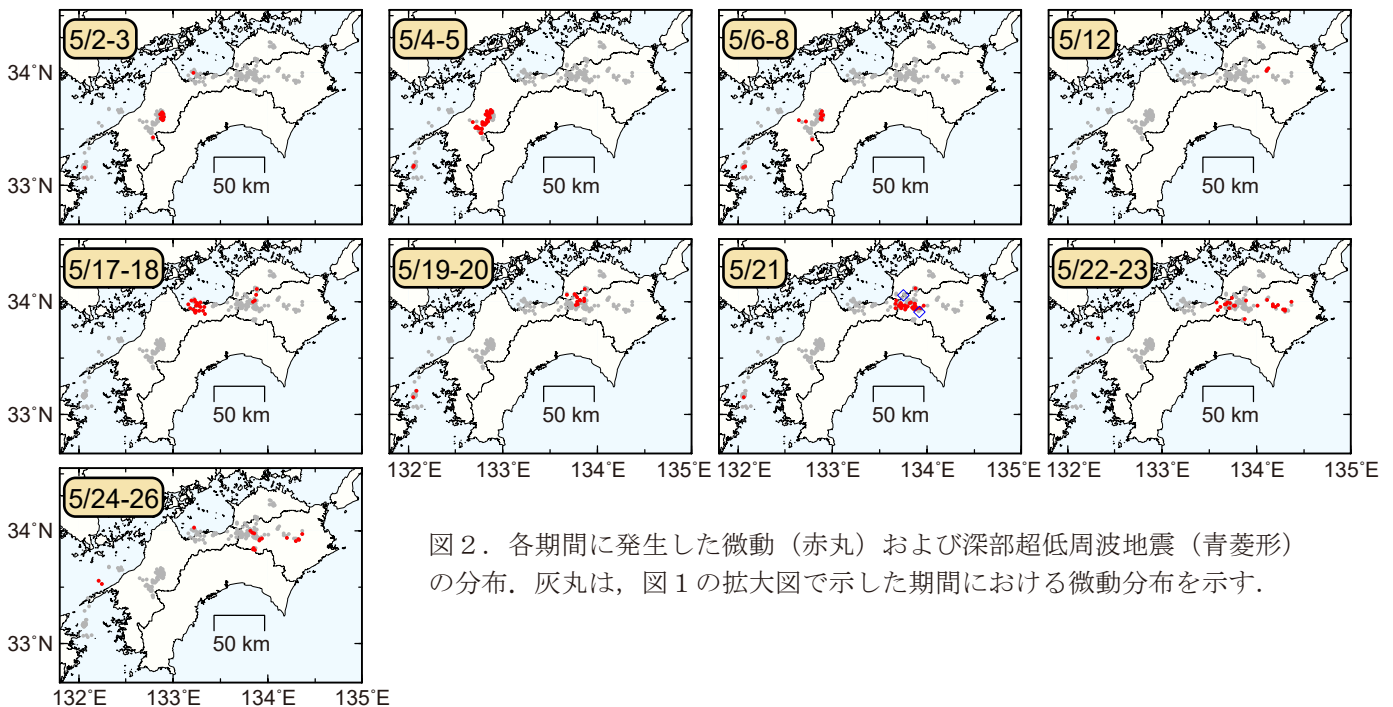 5/2-3
5/4-5
5/6-8
5/12
34˚N
33˚N
50 km
50 km
50 km
50 km
5/17-18
5/19-20
5/21
5/22-23
34˚N
33˚N
50 km
50 km
50 km
50 km
132˚E 133˚E 134˚E 135˚E
132˚E 133˚E 134˚E 135˚E
132˚E 133˚E 134˚E 135˚E
5/24-26
34˚N
33˚N
50 km
132˚E 133˚E 134˚E 135˚E
図２．各期間に発生した微動（赤丸）および深部超低周波地震（青菱形）
の分布．灰丸は，図１の拡大図で示した期間における微動分布を示す．